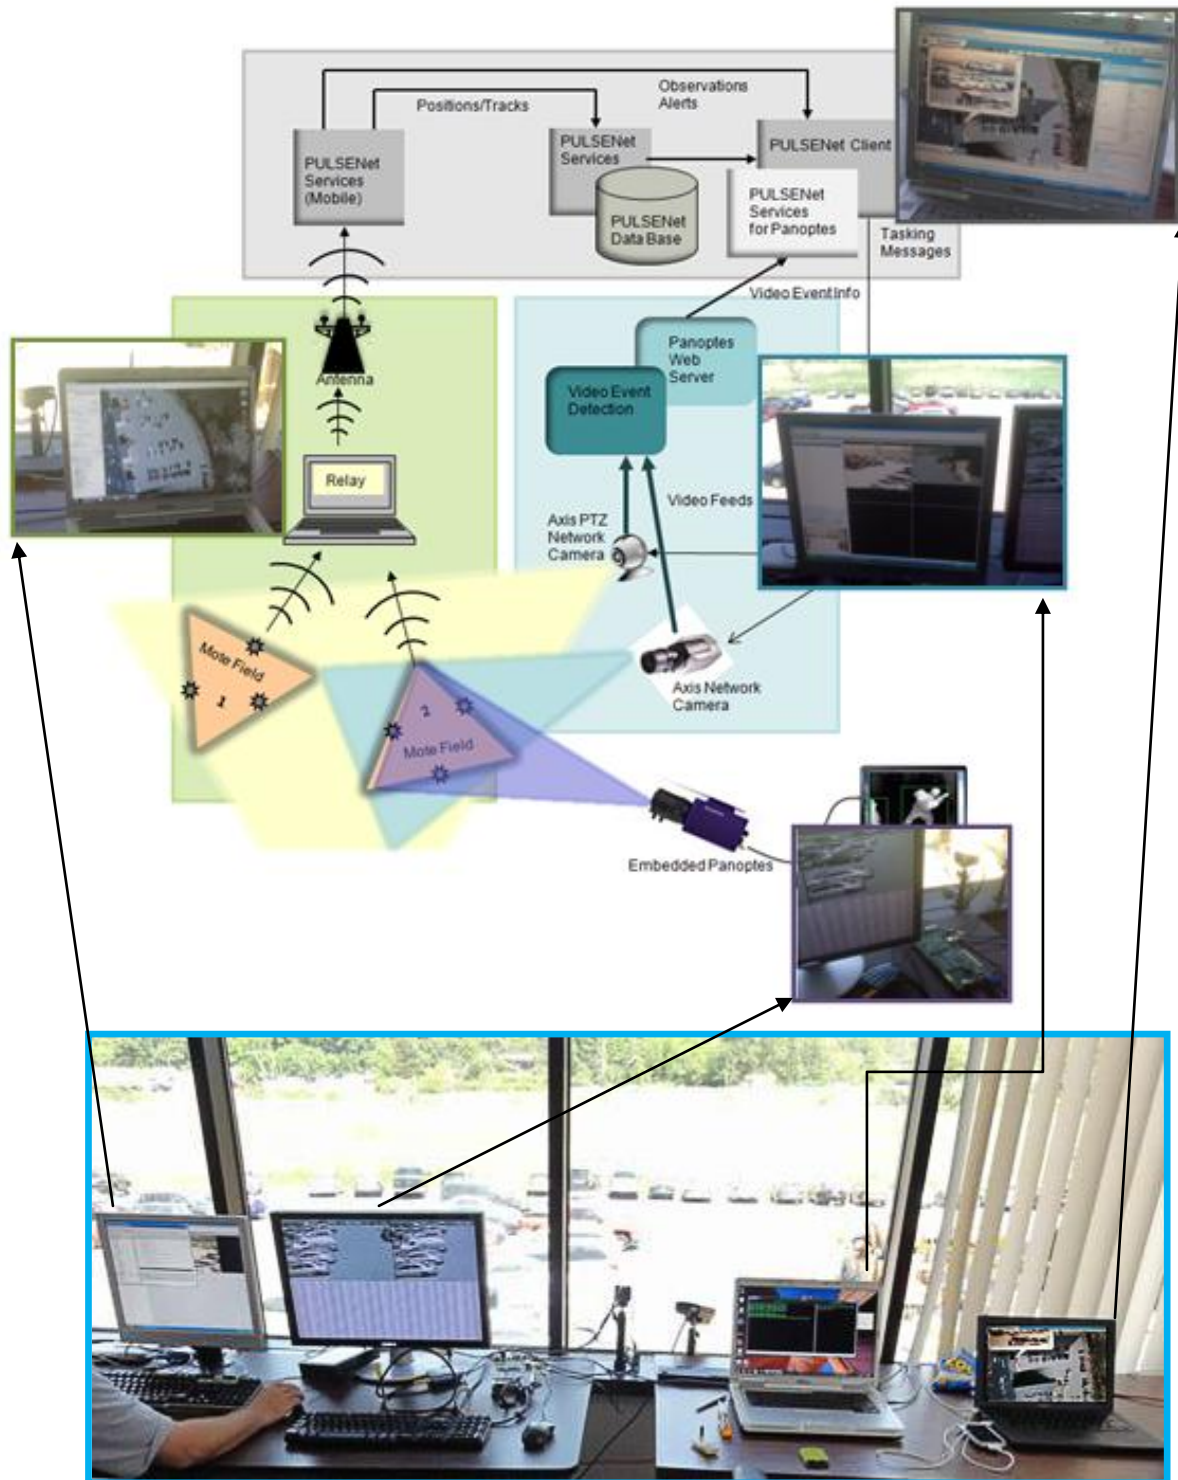 Observations
Alerts
Positions/Tracks
PULSENet
Services
(Mobile)
PULSENet
Services
PULSENet
Data Base
PULSENet Client
PULSENet
Services
for Panoptes
Tasking
Messages
Video Event Info
Antenna
Panoptes
Web
Server
Video Event
Detection
Relay
Video Feeds
Axis PTZ
Network
Camera
Mote Field
1
2
Mote Field
Axis Network
Camera
Embedded Panoptes